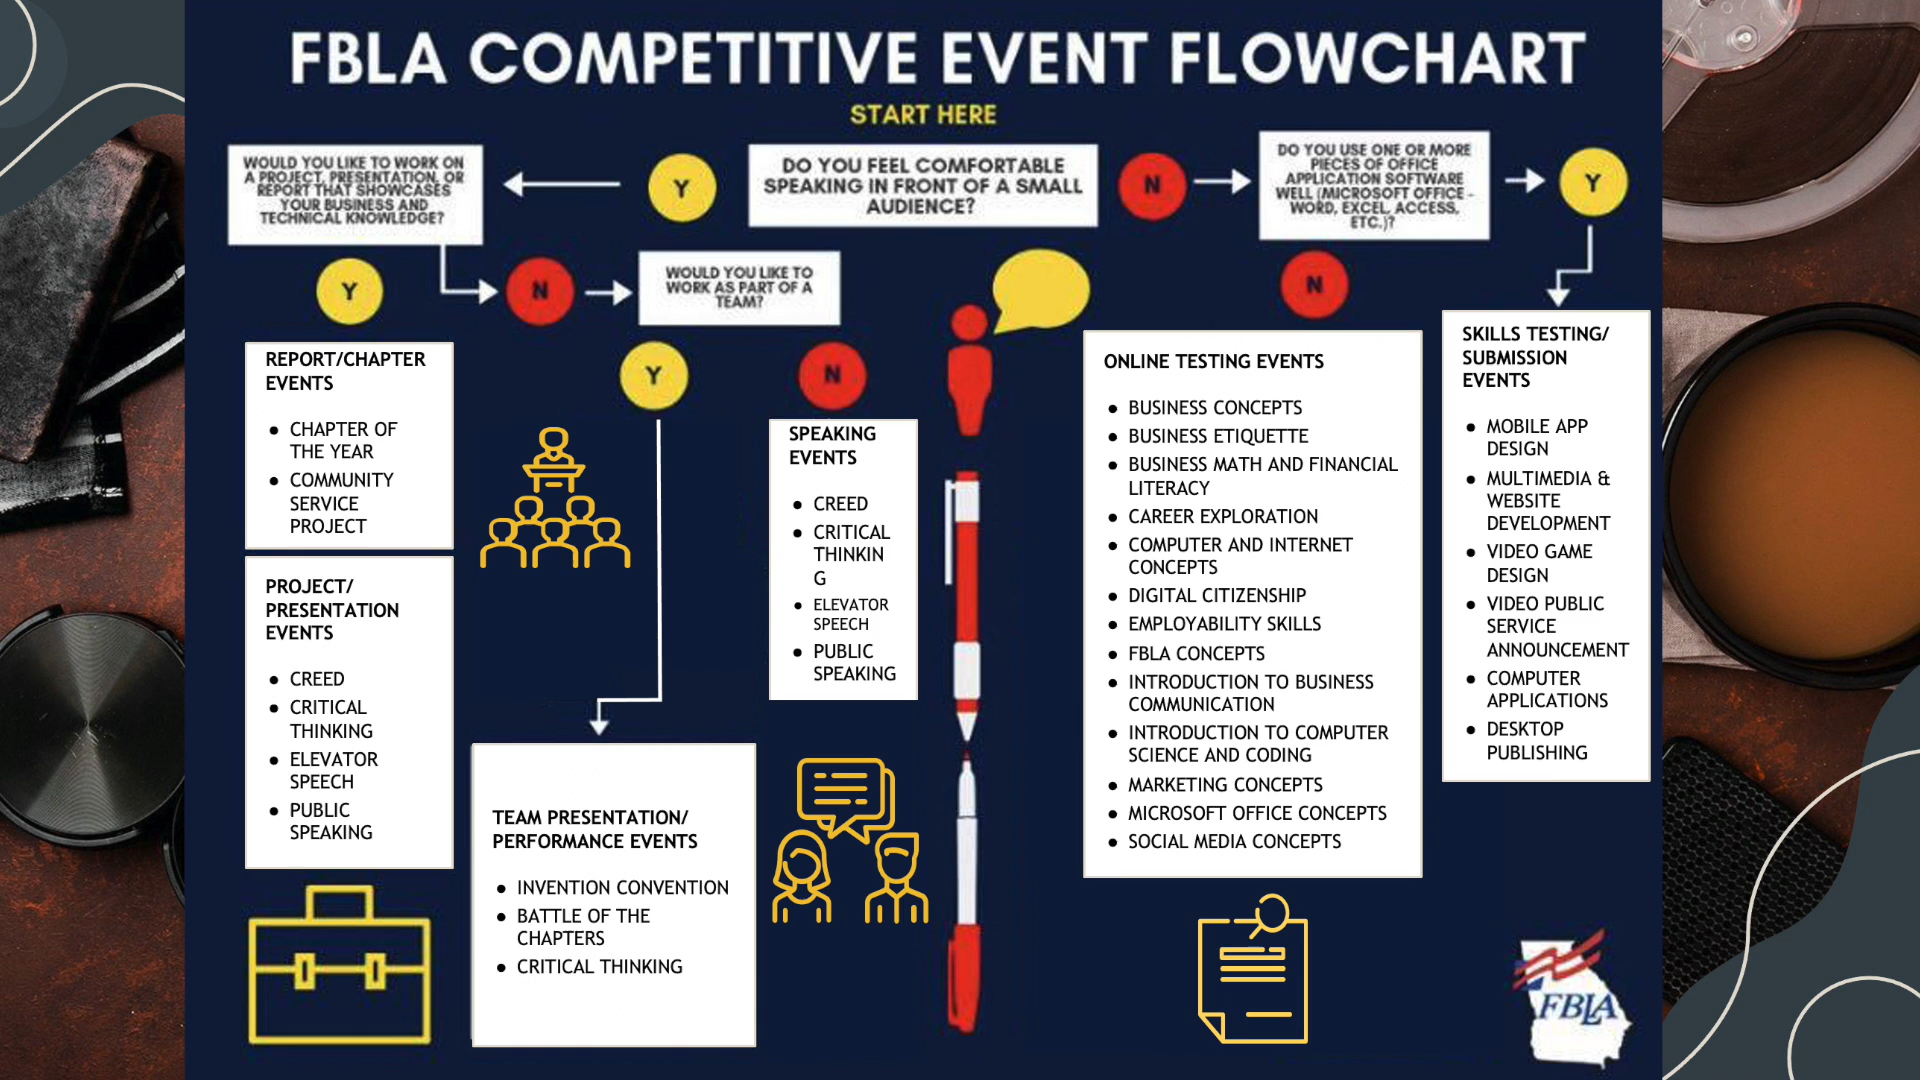 FBLA COMPETITIVE EVENT FLOWCHART
START HERE
WOULD YOU LIKE TO WORK ON
A PROJECT, PRESENTATION, OR
REPORT THAT SHOWCASES
YOUR BUSINESS AND
TECHNICAL KNOWLEDGE?
Y
DO YOU FEEL COMFORTABLE
SPEAKING IN FRONT OF A SMALL
AUDIENCE?
N
DO YOU USE ONE OR MORE
PIECES OF OFFICE
APPLICATION SOFTWARE
WELL (MICROSOFT OFFICE -
WORD, EXCEL, ACCESS,
ETC.)?
Y
Y
N
WOULD YOU LIKE TO
WORK AS PART OF A
TEAM?
N
Y
N
REPORT/CHAPTER
EVENTS
● CHAPTER OF
THE YEAR
● COMMUNITY
SERVICE
PROJECT
PROJECT/
PRESENTATION
EVENTS
● CREED
● CRITICAL
THINKING
● ELEVATOR
SPEECH
● PUBLIC
SPEAKING
TEAM PRESENTATION/
PERFORMANCE EVENTS
● INVENTION CONVENTION
● BATTLE OF THE
CHAPTERS
● CRITICAL THINKING
SPEAKING
EVENTS
● CREED
● CRITICAL
THINKIN
G
● ELEVATOR
SPEECH
● PUBLIC
SPEAKING
ONLINE TESTING EVENTS
● BUSINESS CONCEPTS
● BUSINESS ETIQUETTE
● BUSINESS MATH AND FINANCIAL
LITERACY
● CAREER EXPLORATION
● COMPUTER AND INTERNET
CONCEPTS
● DIGITAL CITIZENSHIP
● EMPLOYABILITY SKILLS
● FBLA CONCEPTS
● INTRODUCTION TO BUSINESS
COMMUNICATION
● INTRODUCTION TO COMPUTER
SCIENCE AND CODING
● MARKETING CONCEPTS
● MICROSOFT OFFICE CONCEPTS
● SOCIAL MEDIA CONCEPTS
SKILLS TESTING/
SUBMISSION
EVENTS
● MOBILE APP
DESIGN
● MULTIMEDIA &
WEBSITE
DEVELOPMENT
● VIDEO GAME
DESIGN
● VIDEO PUBLIC
SERVICE
ANNOUNCEMENT
● COMPUTER
APPLICATIONS
● DESKTOP
PUBLISHING
FBLA